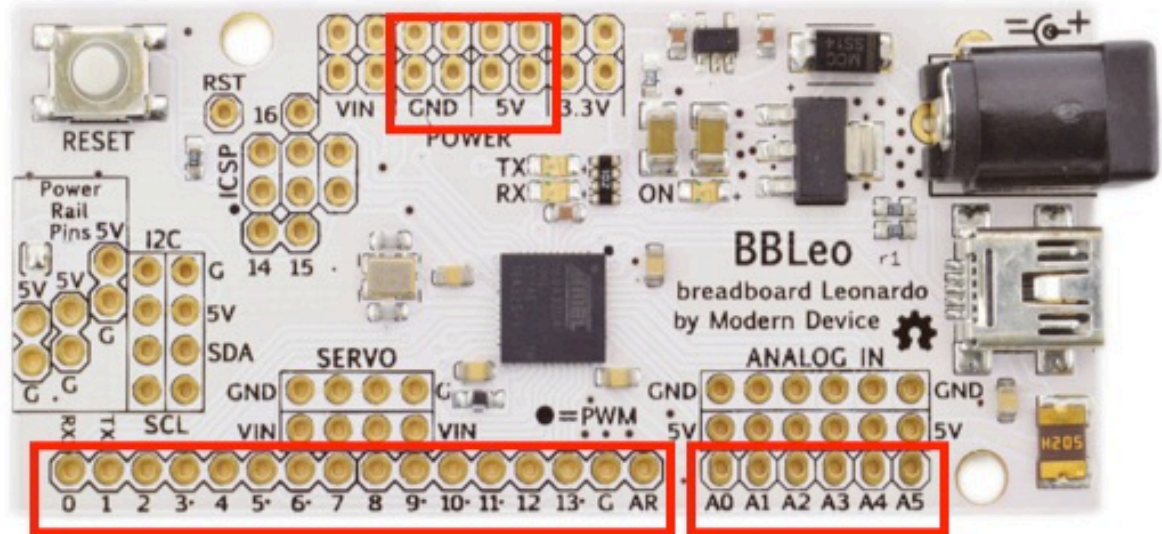 RESET
RST
16
VIN GND 5V 3.3V
POWER
ICSP
14 15
TX
RX
ON
MCC
SS14
Power
Rail
Pins
5V
5V
5V
G
G
G
I2C
G
5V
SDA
SCL
BBLeo r1
breadboard Leonardo
by Modern Device
SERVO
GND G
VIN VIN
●=PWM
ANALOG IN
GND GND
5V 5V
H205
RX TX
0 1 2 3• 4 5• 6• 7 8 9• 10• 11• 12 13• G AR
A0 A1 A2 A3 A4 A5